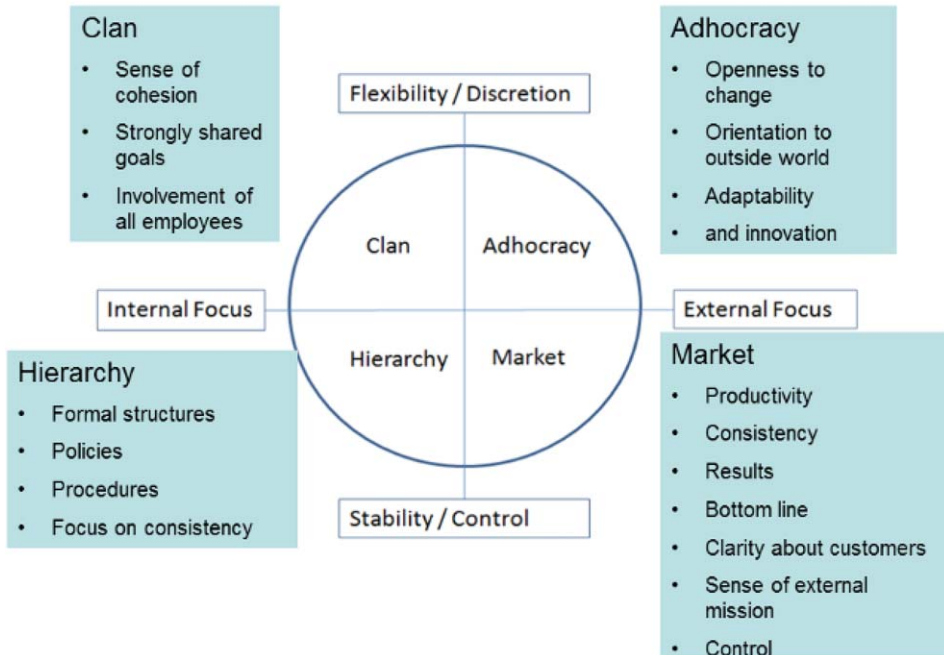 Clan
• Sense of
cohesion
• Strongly shared
goals
• Involvement of
all employees
Flexibility / Discretion
Adhocracy
• Openness to
change
• Orientation to
outside world
• Adaptability
• and innovation
Clan
Adhocracy
Internal Focus
External Focus
Hierarchy
Market
Hierarchy
• Formal structures
• Policies
• Procedures
• Focus on consistency
Stability / Control
Market
• Productivity
• Consistency
• Results
• Bottom line
• Clarity about customers
• Sense of external
mission
• Control